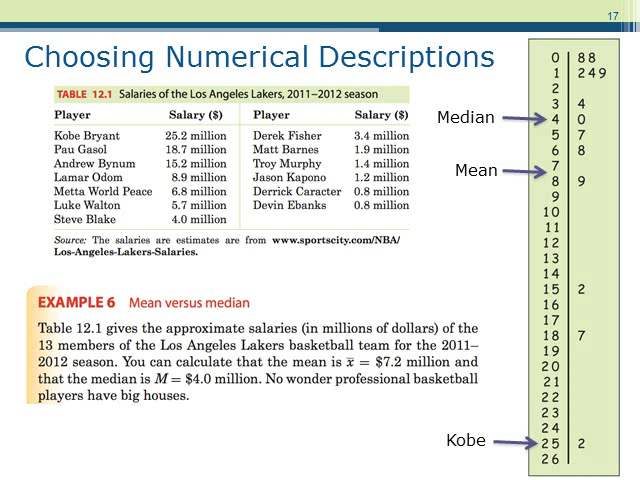 17
Choosing Numerical Descriptions
TABLE 12.1 Salaries of the Los Angeles Lakers, 2011–2012 season
Player Salary ($) Player Salary ($)
Kobe Bryant 25.2 million Derek Fisher 3.4 million
Pau Gasol 18.7 million Matt Barnes 1.9 million
Andrew Bynum 15.2 million Troy Murphy 1.4 million
Lamar Odom 8.9 million Jason Kapono 1.2 million
Metta World Peace 6.8 million Derrick Caracter 0.8 million
Luke Walton 5.7 million Devin Ebanks 0.8 million
Steve Blake 4.0 million
Source: The salaries are estimates are from www.sportscity.com/NBA/
Los-Angeles-Lakers-Salaries.
EXAMPLE 6 Mean versus median
Table 12.1 gives the approximate salaries (in millions of dollars) of the
13 members of the Los Angeles Lakers basketball team for the 2011–
2012 season. You can calculate that the mean is x̄ = $7.2 million and
that the median is M = $4.0 million. No wonder professional basketball
players have big houses.
Median
Mean
Kobe
0 8 8
1 2 4 9
2
3 4
4 0
5 7
6 8
7
8 9
9
10
11
12
13
14
15 2
16
17
18 7
19
20
21
22
23
24
25 2
26